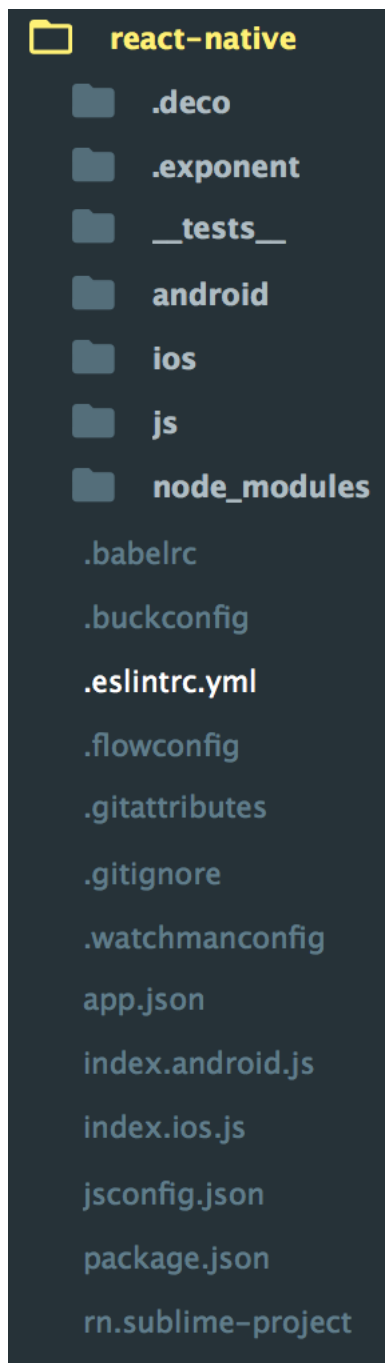 react-native
.deco
.exponent
__tests__
android
ios
js
node_modules
.babelrc
.buckconfig
.eslintrc.yml
.flowconfig
.gitattributes
.gitignore
.watchmanconfig
app.json
index.android.js
index.ios.js
jsconfig.json
package.json
rn.sublime-project